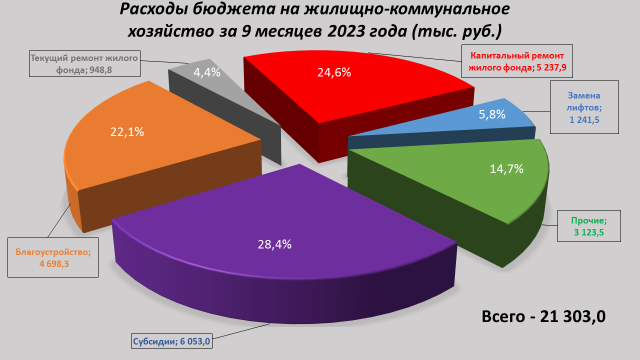 Расходы бюджета на жилищно-коммунальное
хозяйство за 9 месяцев 2023 года (тыс. руб.)
Текущий ремонт жилого
фонда; 948,8
Капитальный ремонт
жилого фонда; 5 237,9
4,4%
24,6%
Замена
лифтов;
1 241,5
5,8%
22,1%
14,7%
Прочие;
3 123,5
Благоустройство;
4 698,3
28,4%
Всего - 21 303,0
Субсидии; 6 053,0